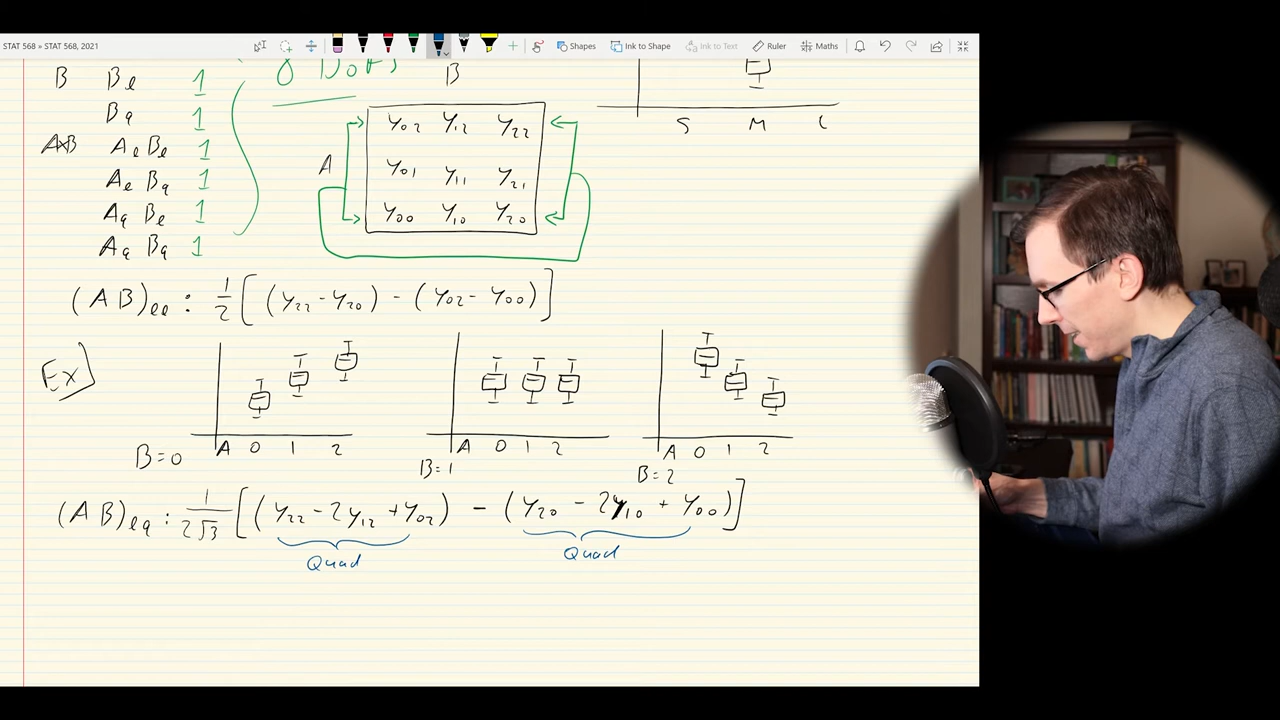 STAT 568 » STAT 568, 2021
Shapes Ink to Shape Ink to Text Ruler Maths
8 DoFs
B Bℓ 1
Bq 1
A×B Aℓ Bℓ 1
Aℓ Bq 1
Aq Bℓ 1
Aq Bq 1
B
A
y02 y12 y22
y01 y11 y21
y00 y10 y20
S M L
(AB)ℓℓ : 1/2 [(y22 - y20) - (y02 - y00)]
Ex]
B=0 A 0 1 2
B=1 A 0 1 2
B=2 A 0 1 2
(AB)ℓq : 1/2√3 [(y22 - 2y12 + y02) - (y20 - 2y10 + y00)]
Quad Quad